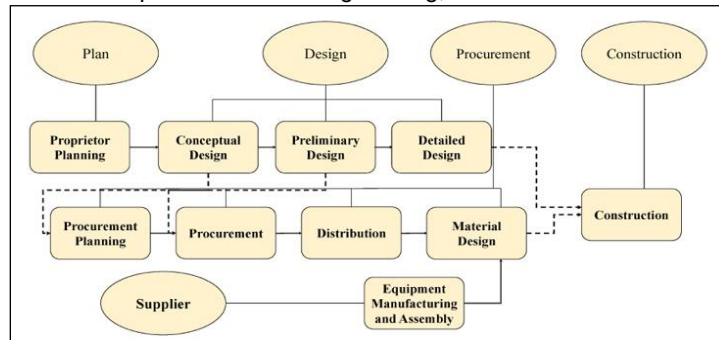 Plan
Design
Procurement
Construction
Proprietor
Planning
Conceptual
Design
Preliminary
Design
Detailed
Design
Construction
Procurement
Planning
Procurement
Distribution
Material
Design
Supplier
Equipment
Manufacturing
and Assembly